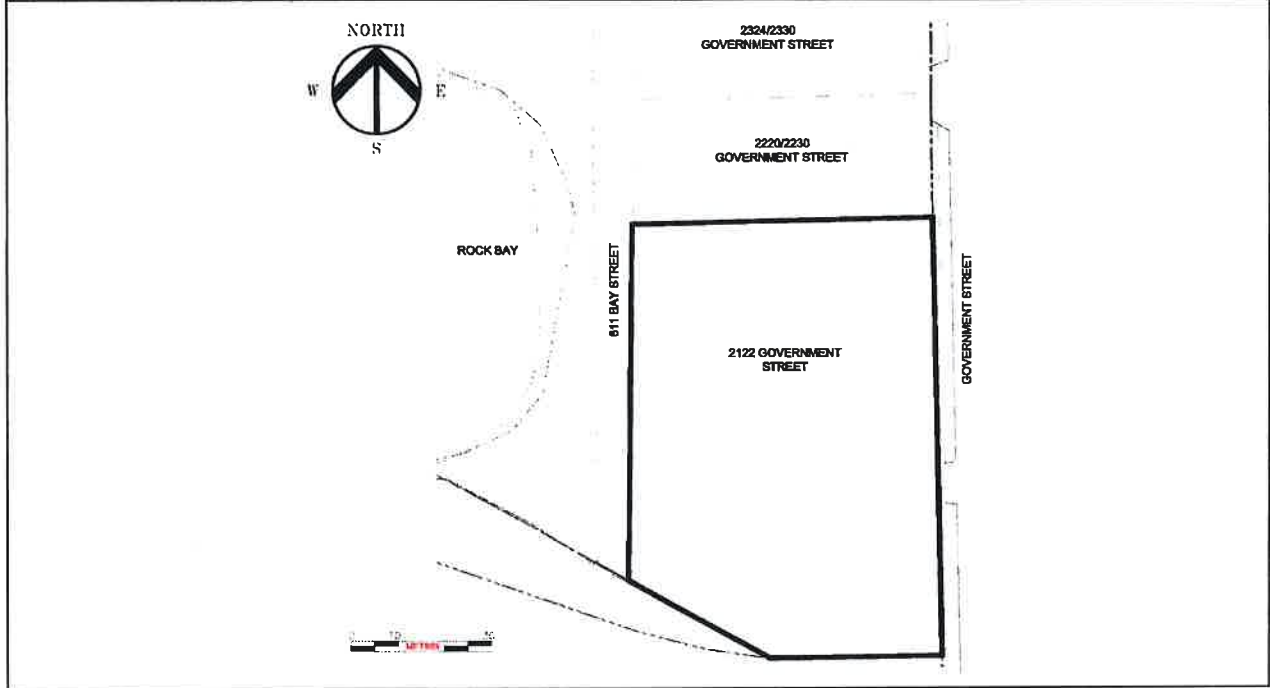 NORTH
W E
S
2324/2330
GOVERNMENT STREET
2220/2230
GOVERNMENT STREET
ROCK BAY
611 BAY STREET
2122 GOVERNMENT
STREET
GOVERNMENT STREET
METRES